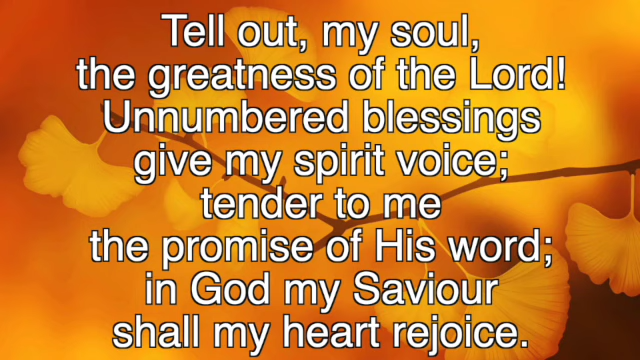 Tell out, my soul,
the greatness of the Lord!
Unnumbered blessings
give my spirit voice;
tender to me
the promise of His word;
in God my Saviour
shall my heart rejoice.